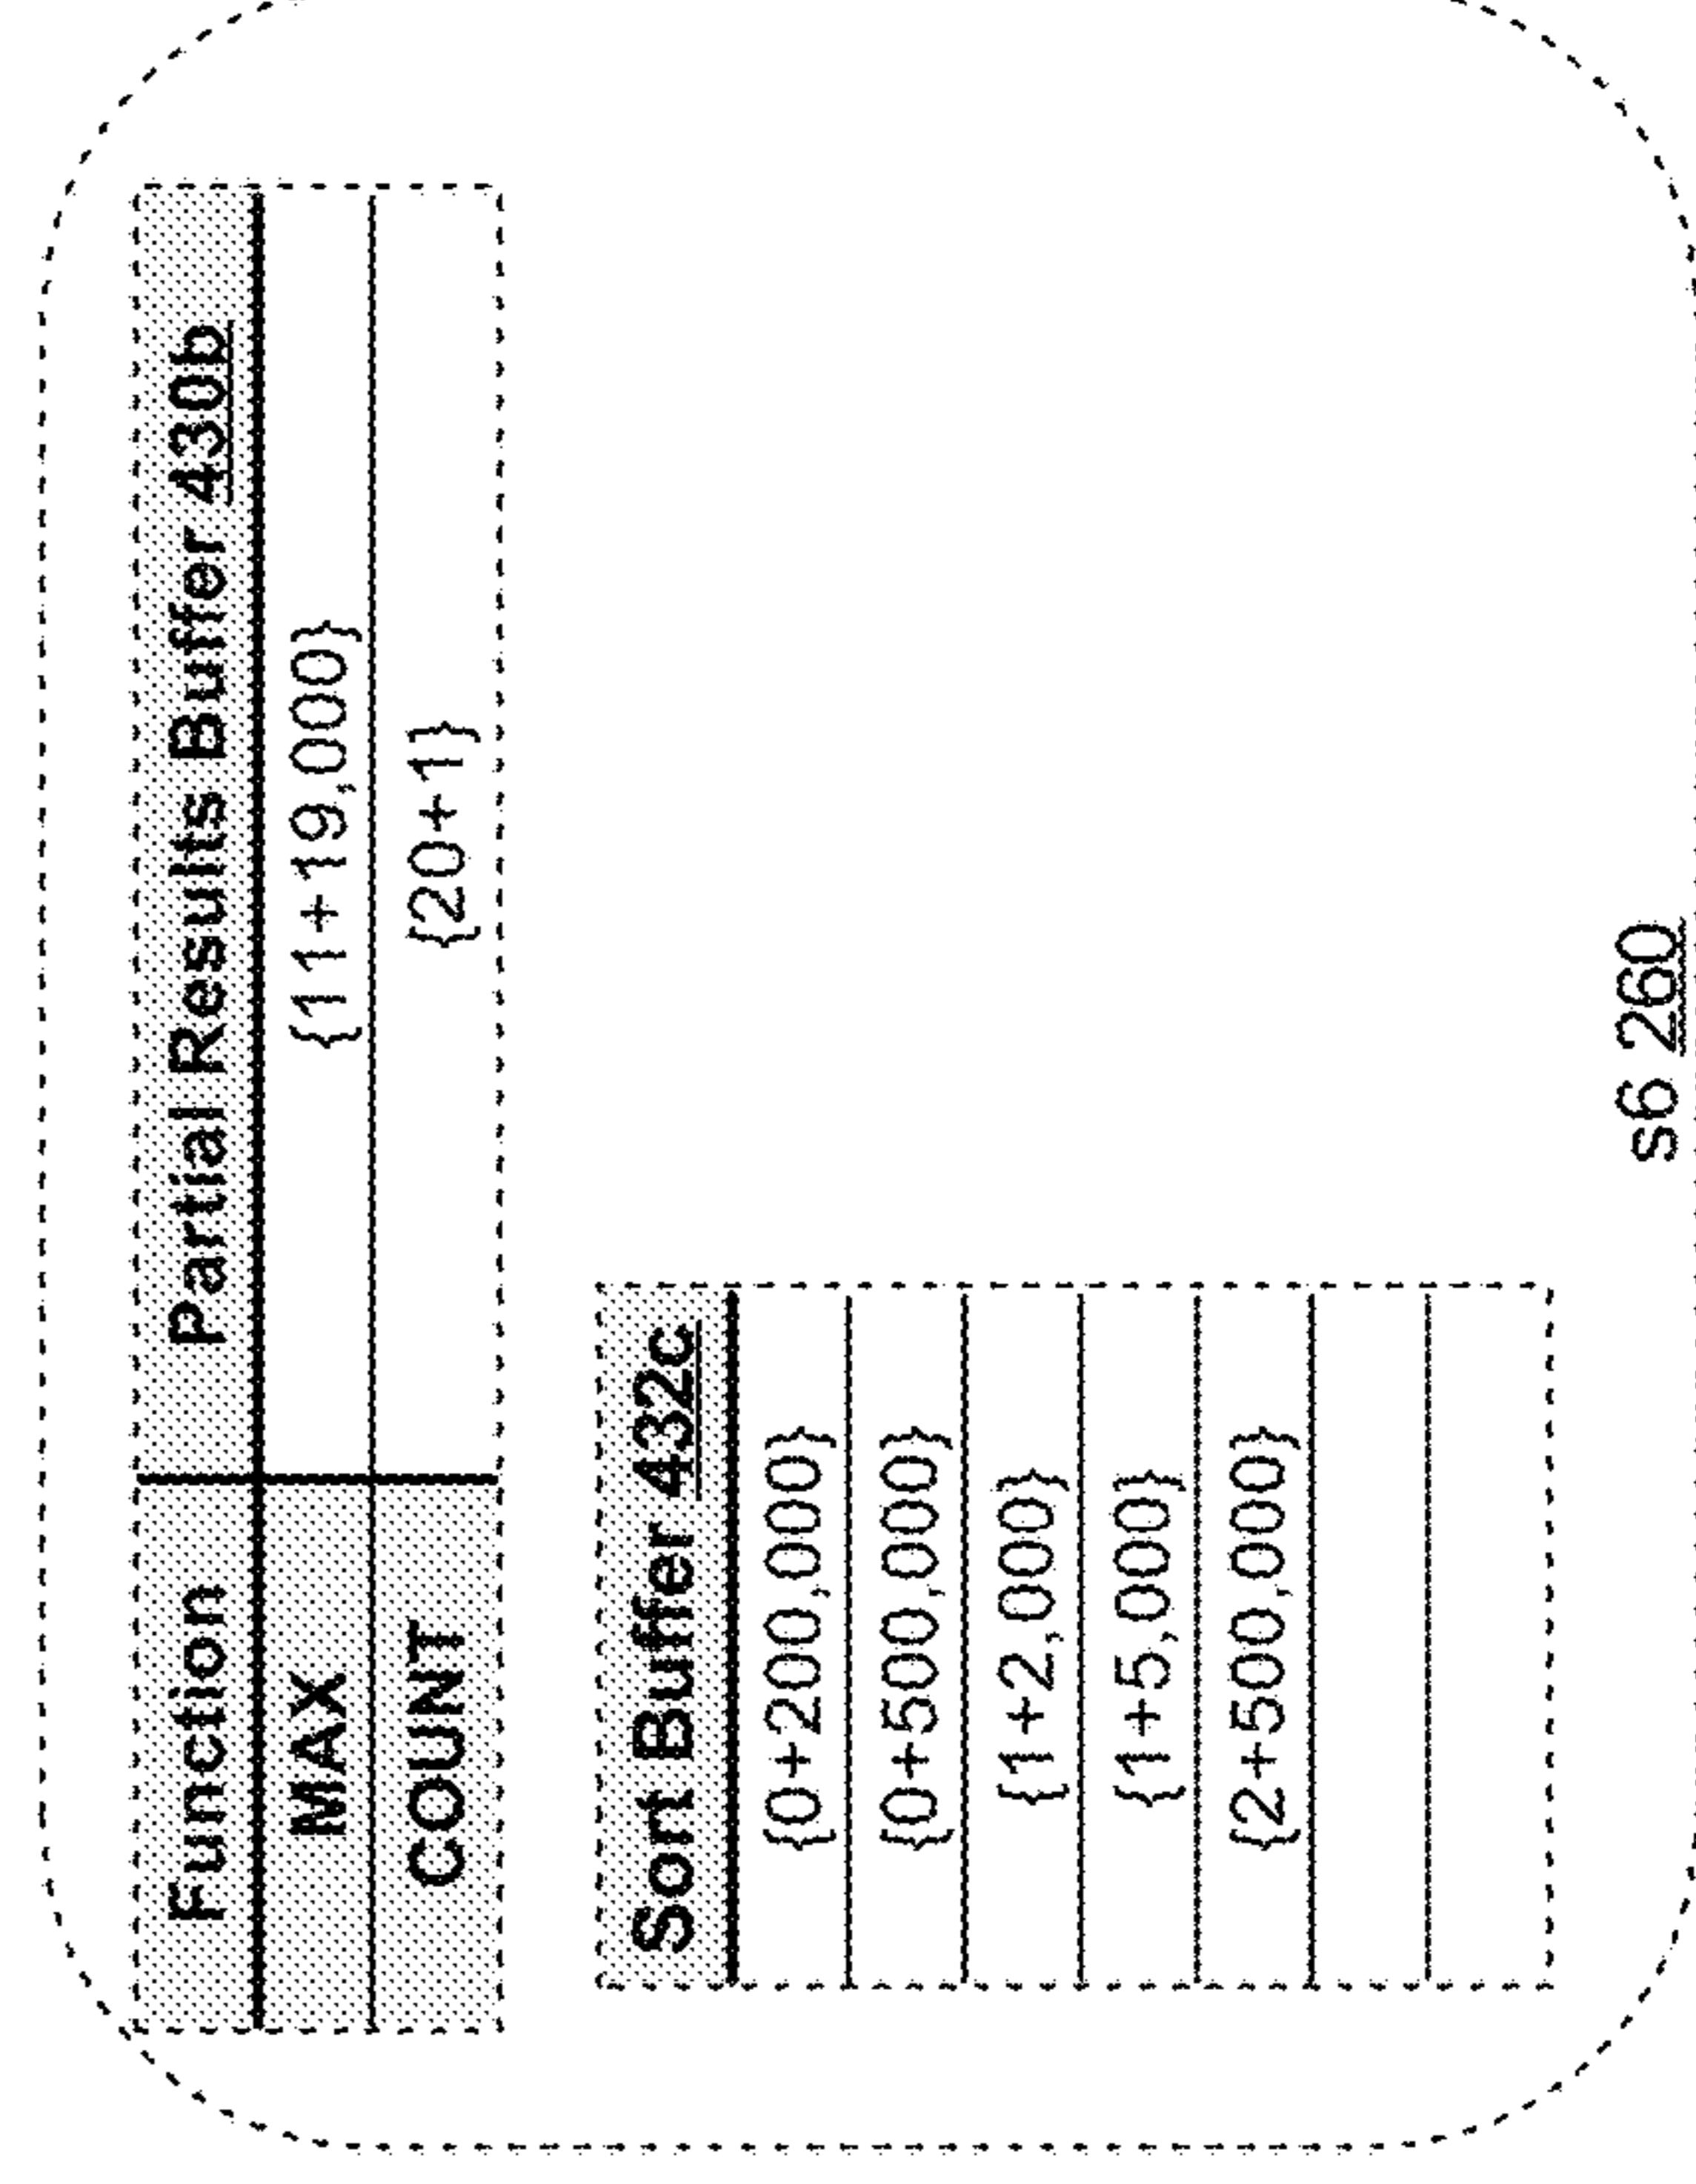 Function Partial Results Buffer 430b
MAX {11+19,000}
COUNT {20+1}
Sort Buffer 432c
{0+200,000}
{0+500,000}
{1+2,000}
{1+5,000}
{2+500,000}
s6 260